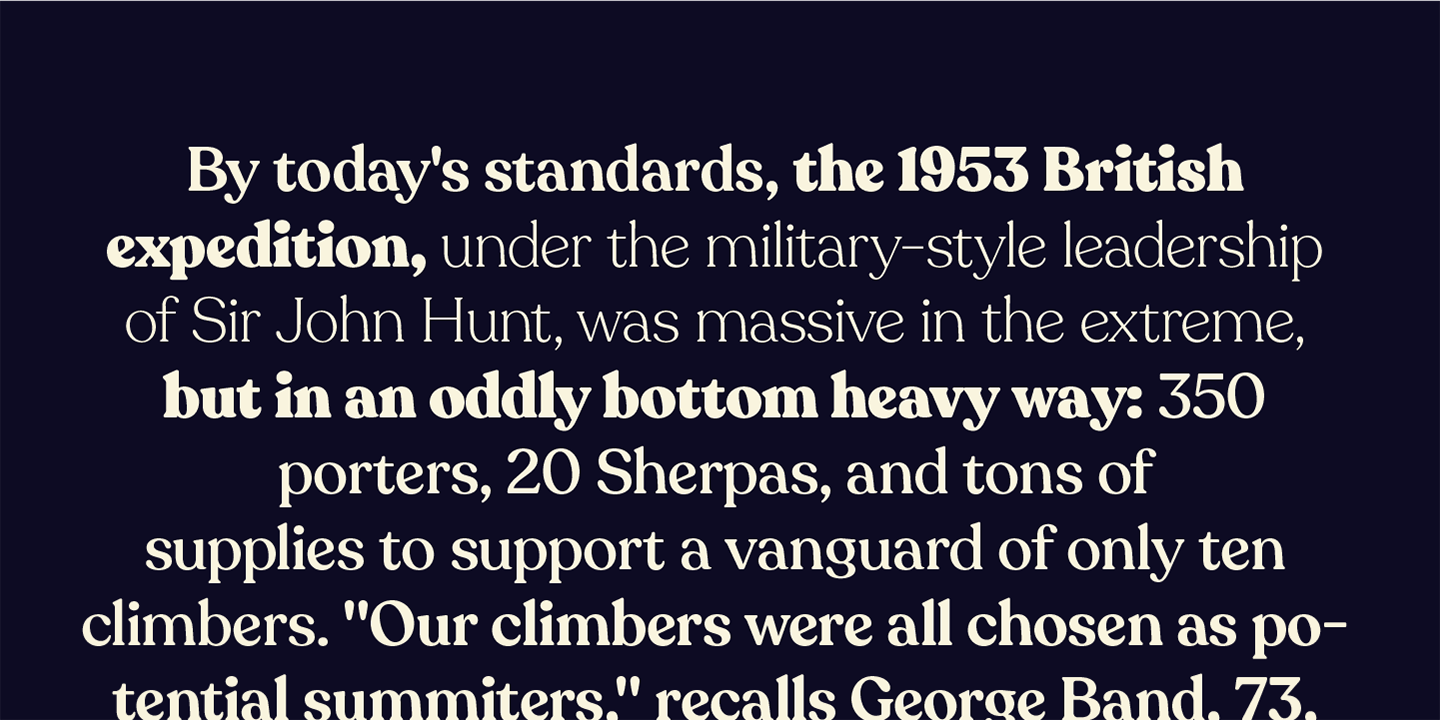 By today's standards, the 1953 British
expedition, under the military-style leadership
of Sir John Hunt, was massive in the extreme,
but in an oddly bottom heavy way: 350
porters, 20 Sherpas, and tons of
supplies to support a vanguard of only ten
climbers. "Our climbers were all chosen as po-
tential summiters," recalls George Band, 73,